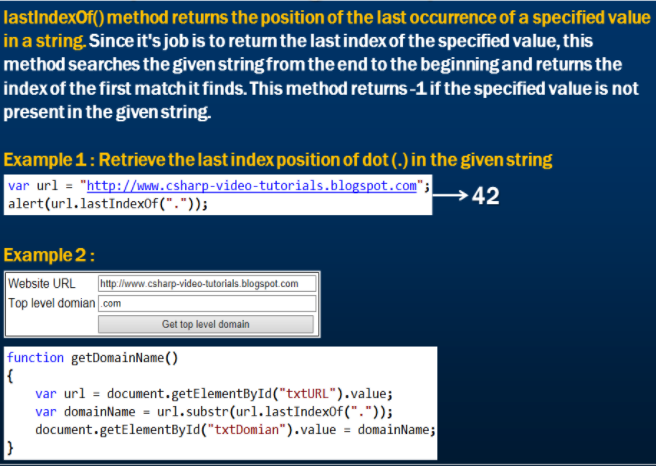 lastIndexOf() method returns the position of the last occurrence of a specified value
in a string. Since it's job is to return the last index of the specified value, this
method searches the given string from the end to the beginning and returns the
index of the first match it finds. This method returns -1 if the specified value is not
present in the given string.
Example 1 : Retrieve the last index position of dot (.) in the given string
var url = "http://www.csharp-video-tutorials.blogspot.com";
alert(url.lastIndexOf("."));
42
Example 2 :
Website URL http://www.csharp-video-tutorials.blogspot.com
Top level domian .com
Get top level domain
function getDomainName()
{
var url = document.getElementById("txtURL").value;
var domainName = url.substr(url.lastIndexOf("."));
document.getElementById("txtDomian").value = domainName;
}